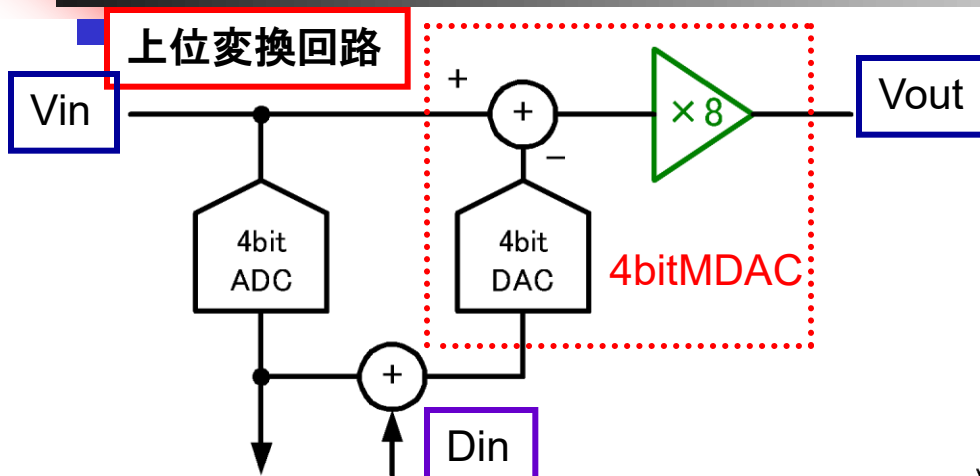 上位変換回路
Vin
+
+
−
×8
Vout
4bit
ADC
4bit
DAC
4bitMDAC
+
Din